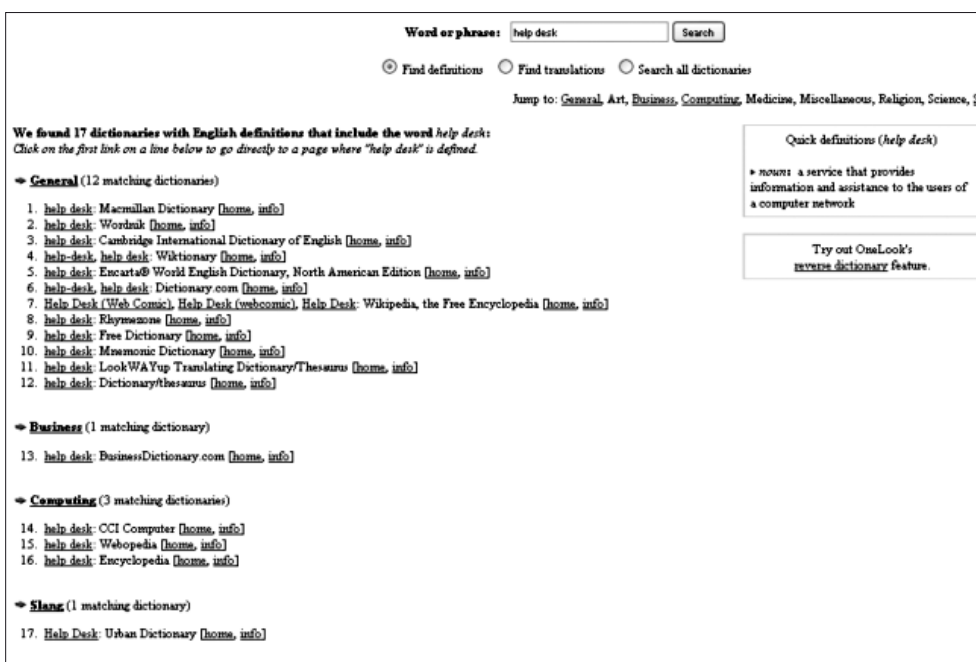 Word or phrase: help desk Search
Find definitions Find translations Search all dictionaries
Jump to: General, Art, Business, Computing, Medicine, Miscellaneous, Religion, Science,
We found 17 dictionaries with English definitions that include the word help desk:
Click on the first link on a line below to go directly to a page where "help desk" is defined.
General (12 matching dictionaries)
1. help desk: Macmillan Dictionary [home, info]
2. help desk: Wordnik [home, info]
3. help desk: Cambridge International Dictionary of English [home, info]
4. help-desk, help desk: Wiktionary [home, info]
5. help desk: Encarta® World English Dictionary, North American Edition [home, info]
6. help-desk, help desk: Dictionary.com [home, info]
7. Help Desk (Web Comic), Help Desk (webcomic), Help Desk: Wikipedia, the Free Encyclopedia [home, info]
8. help desk: Rhymezone [home, info]
9. help desk: Free Dictionary [home, info]
10. help desk: Mnemonic Dictionary [home, info]
11. help desk: LookWAYup Translating Dictionary/Thesaurus [home, info]
12. help desk: Dictionary/thesaurus [home, info]
Business (1 matching dictionary)
13. help desk: BusinessDictionary.com [home, info]
Computing (3 matching dictionaries)
14. help desk: CCI Computer [home, info]
15. help desk: Webopedia [home, info]
16. help desk: Encyclopedia [home, info]
Slang (1 matching dictionary)
17. Help Desk: Urban Dictionary [home, info]
Quick definitions (help desk)
▸ noun: a service that provides
information and assistance to the users of
a computer network
Try out OneLook's
reverse dictionary feature.